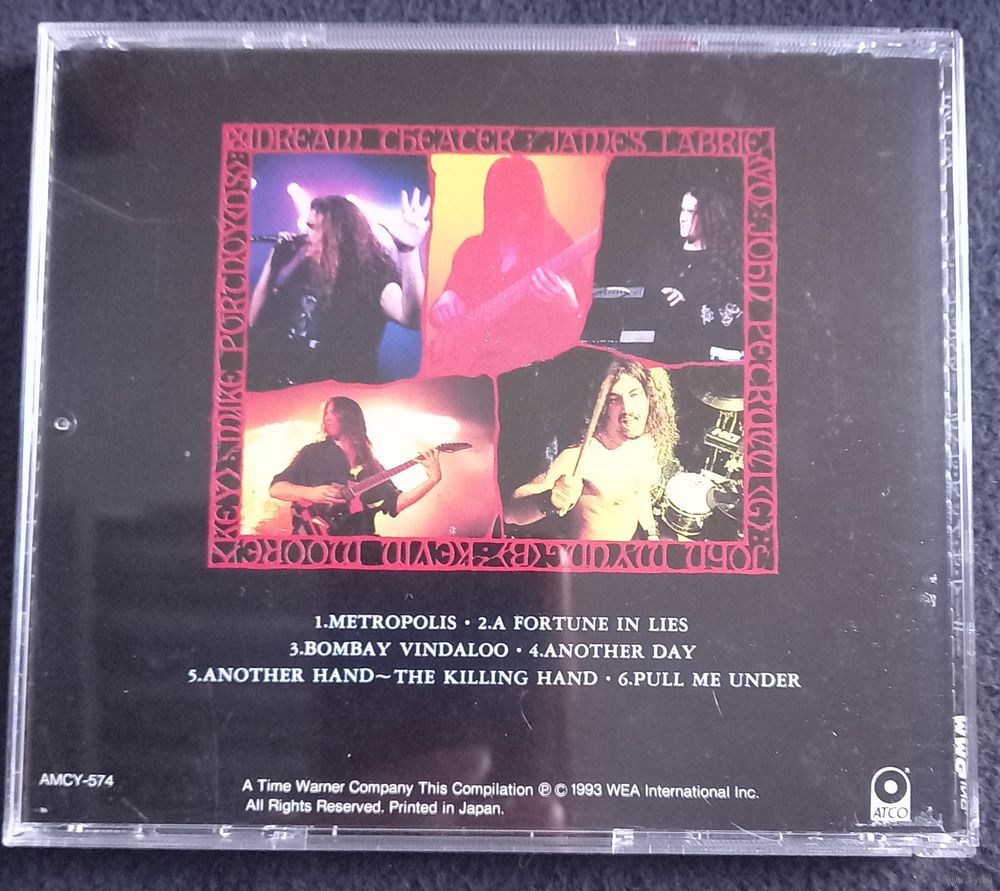 DREAM THEATER : JAMES LABRIE
VO : JOHN PETRUCCI (G)
JOHN MYUNG (B) KEVIN MOORE
KEY MIKE PORTNOY (DS)
1.METROPOLIS • 2.A FORTUNE IN LIES
3.BOMBAY VINDALOO • 4.ANOTHER DAY
5.ANOTHER HAND~THE KILLING HAND • 6.PULL ME UNDER
AMCY-574
A Time Warner Company This Compilation ℗ © 1993 WEA International Inc.
All Rights Reserved. Printed in Japan.
ATCO